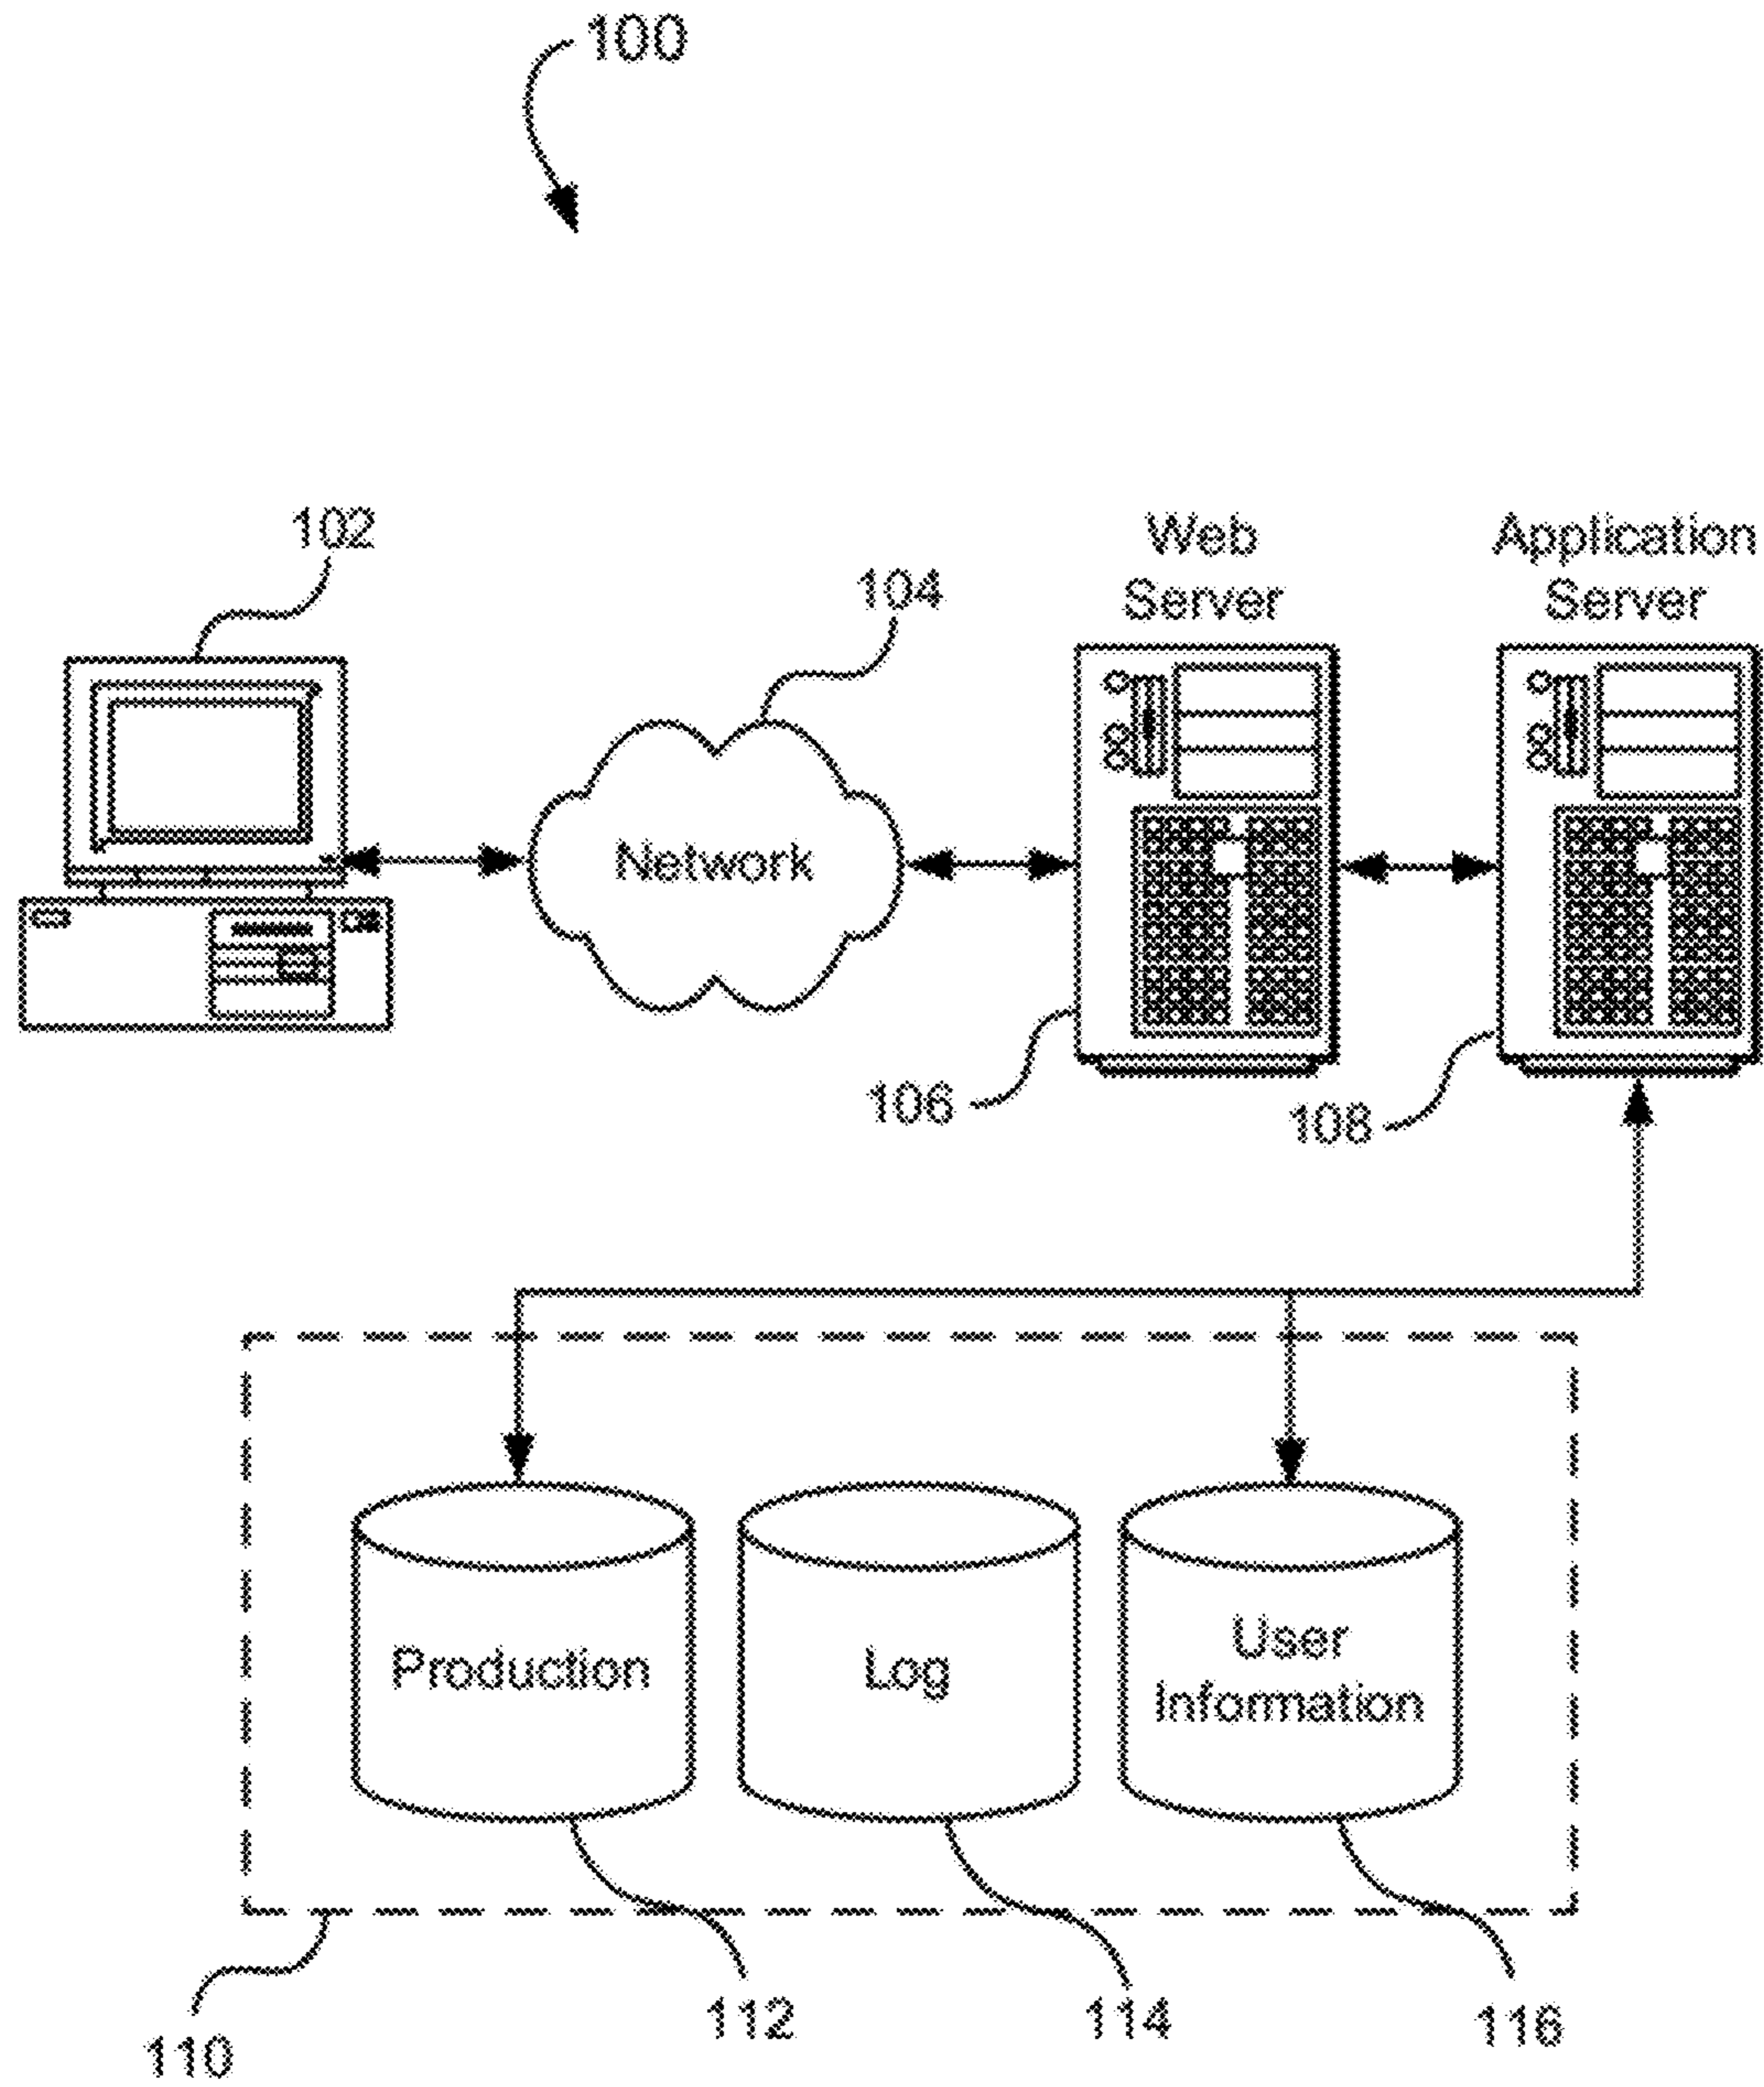 100
102
104
Web
Server
Application
Server
Network
106
108
Production
Log
User
Information
110
112
114
116